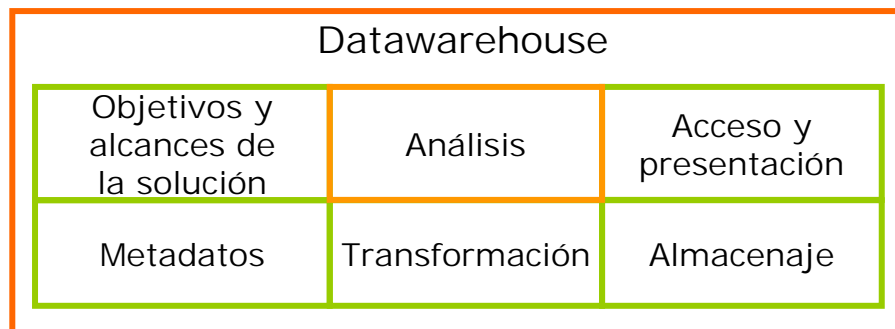 Datawarehouse
Objetivos y
alcances de
la solución
Análisis
Acceso y
presentación
Metadatos
Transformación
Almacenaje